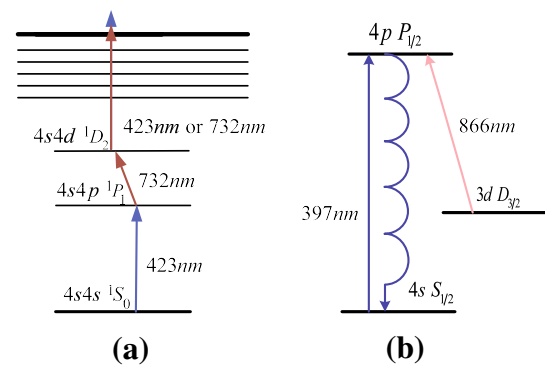 423nm or 732nm
4s4d ¹D₂
732nm
4s4p ¹P₁
423nm
4s4s ¹S₀
(a)
4p P₁/₂
866nm
3d D₃/₂
397nm
4s S₁/₂
(b)